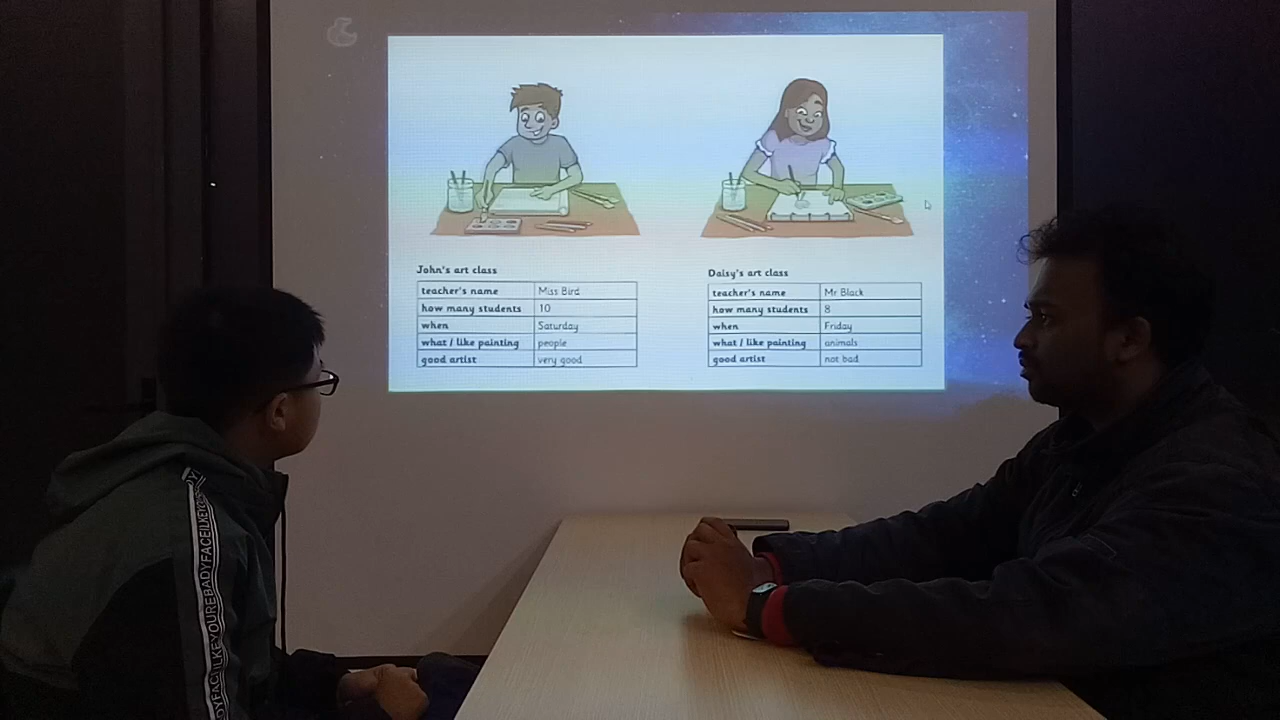 John's art class
teacher's name Miss Bird
how many students 10
when Saturday
what / like painting people
good artist very good
Daisy's art class
teacher's name Mr Black
how many students 8
when Friday
what / like painting animals
good artist not bad